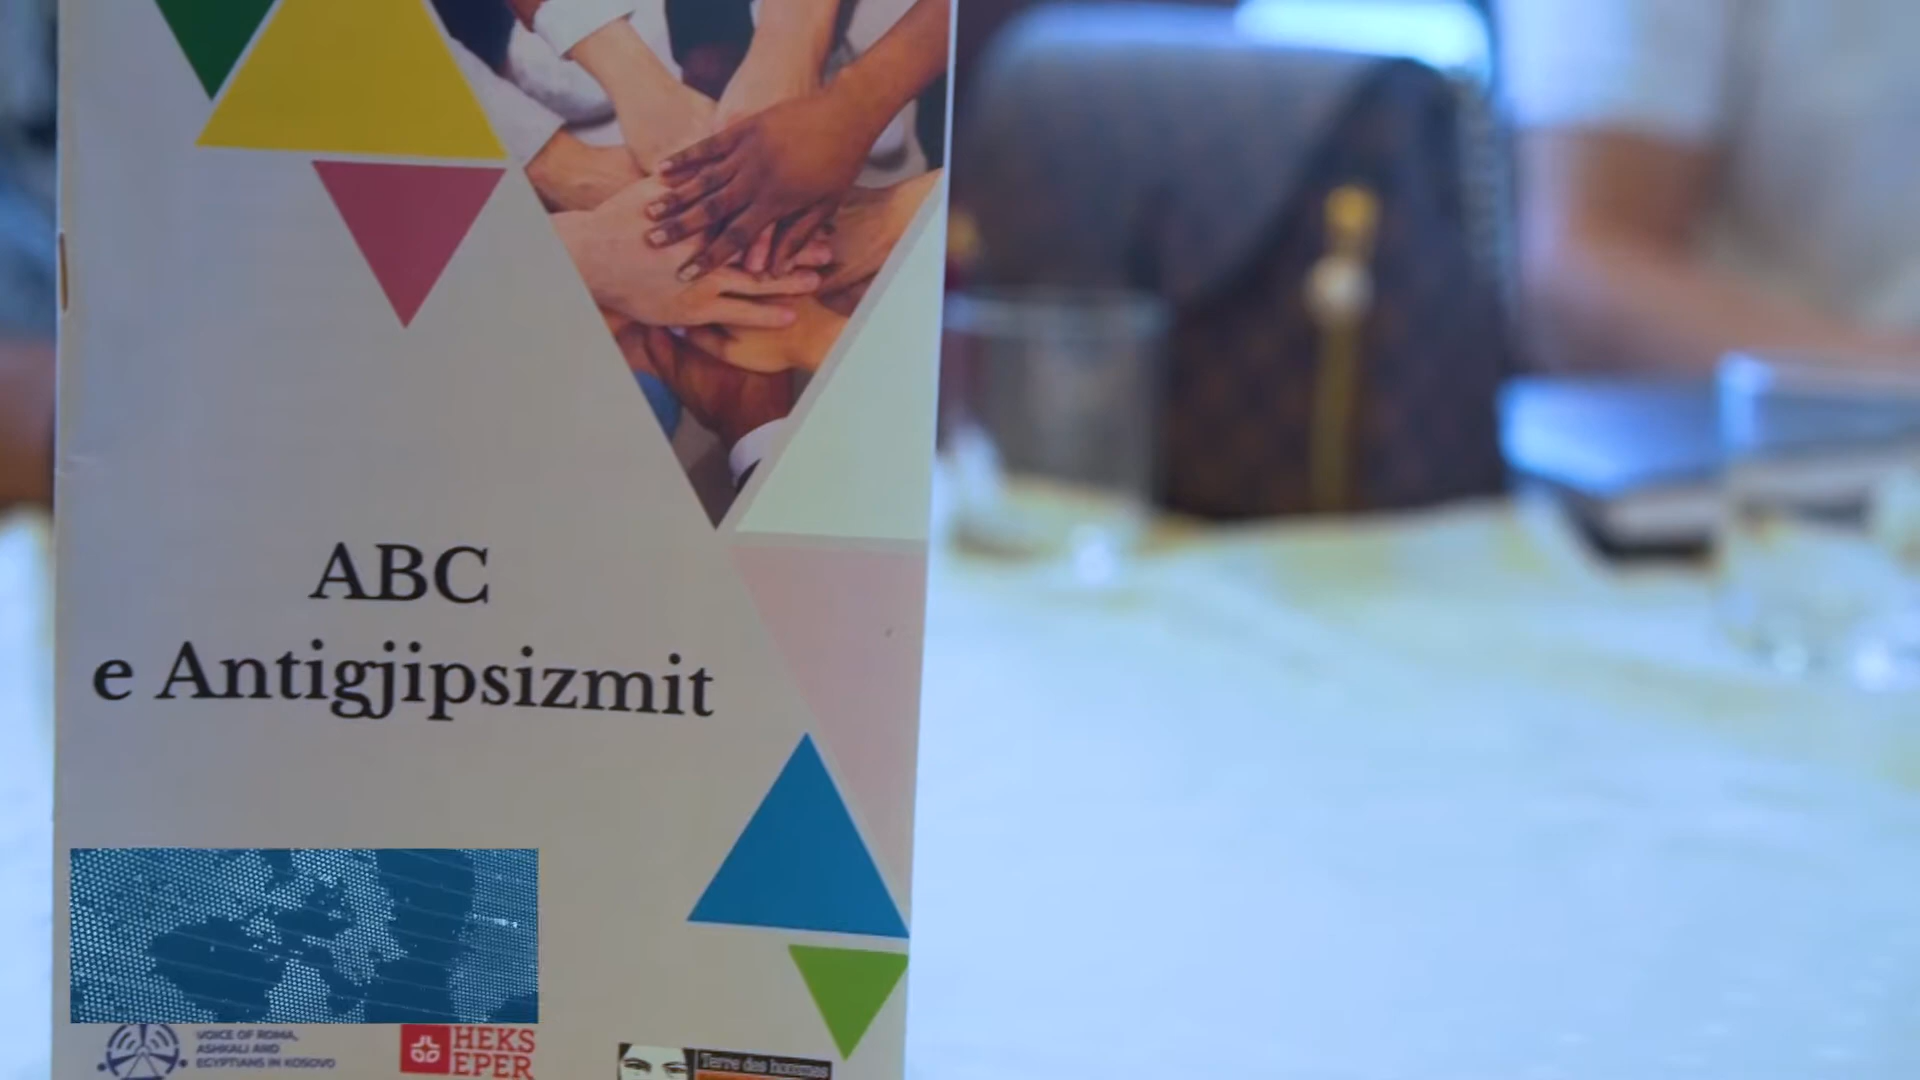 ABC
e Antigjipsizmit
VOICE OF ROMA,
ASHKALI AND
EGYPTIANS IN KOSOVO
HEKS
EPER
Terre des hommes